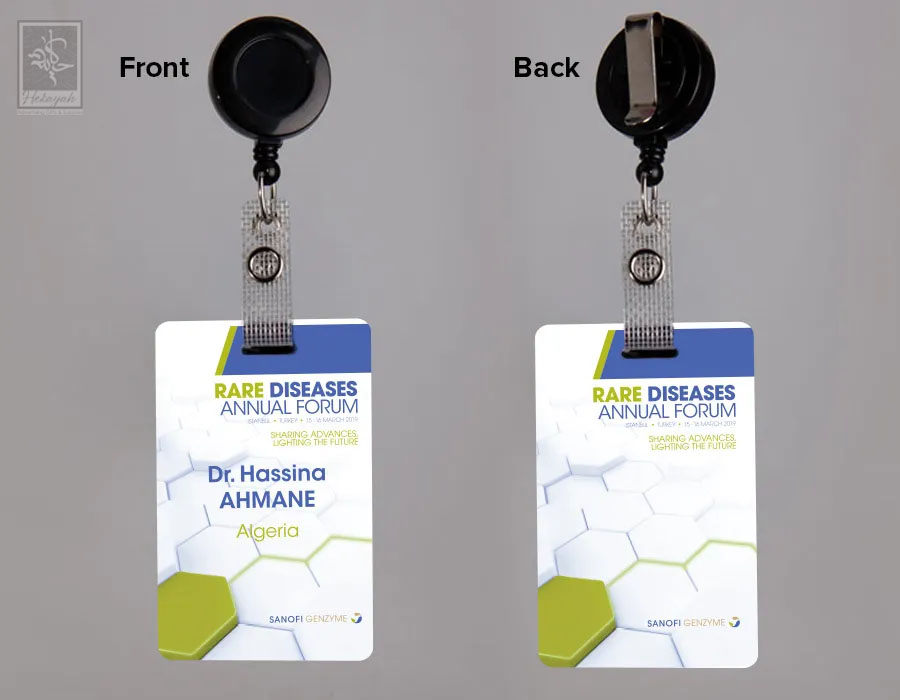 Hekayah
Front
Back
RARE DISEASES
ANNUAL FORUM
ISTANBUL • TURKEY • 15 - 16 MARCH 2019
SHARING ADVANCES,
LIGHTING THE FUTURE
Dr. Hassina
AHMANE
Algeria
SANOFI GENZYME
RARE DISEASES
ANNUAL FORUM
ISTANBUL • TURKEY • 15 - 16 MARCH 2019
SHARING ADVANCES,
LIGHTING THE FUTURE
SANOFI GENZYME